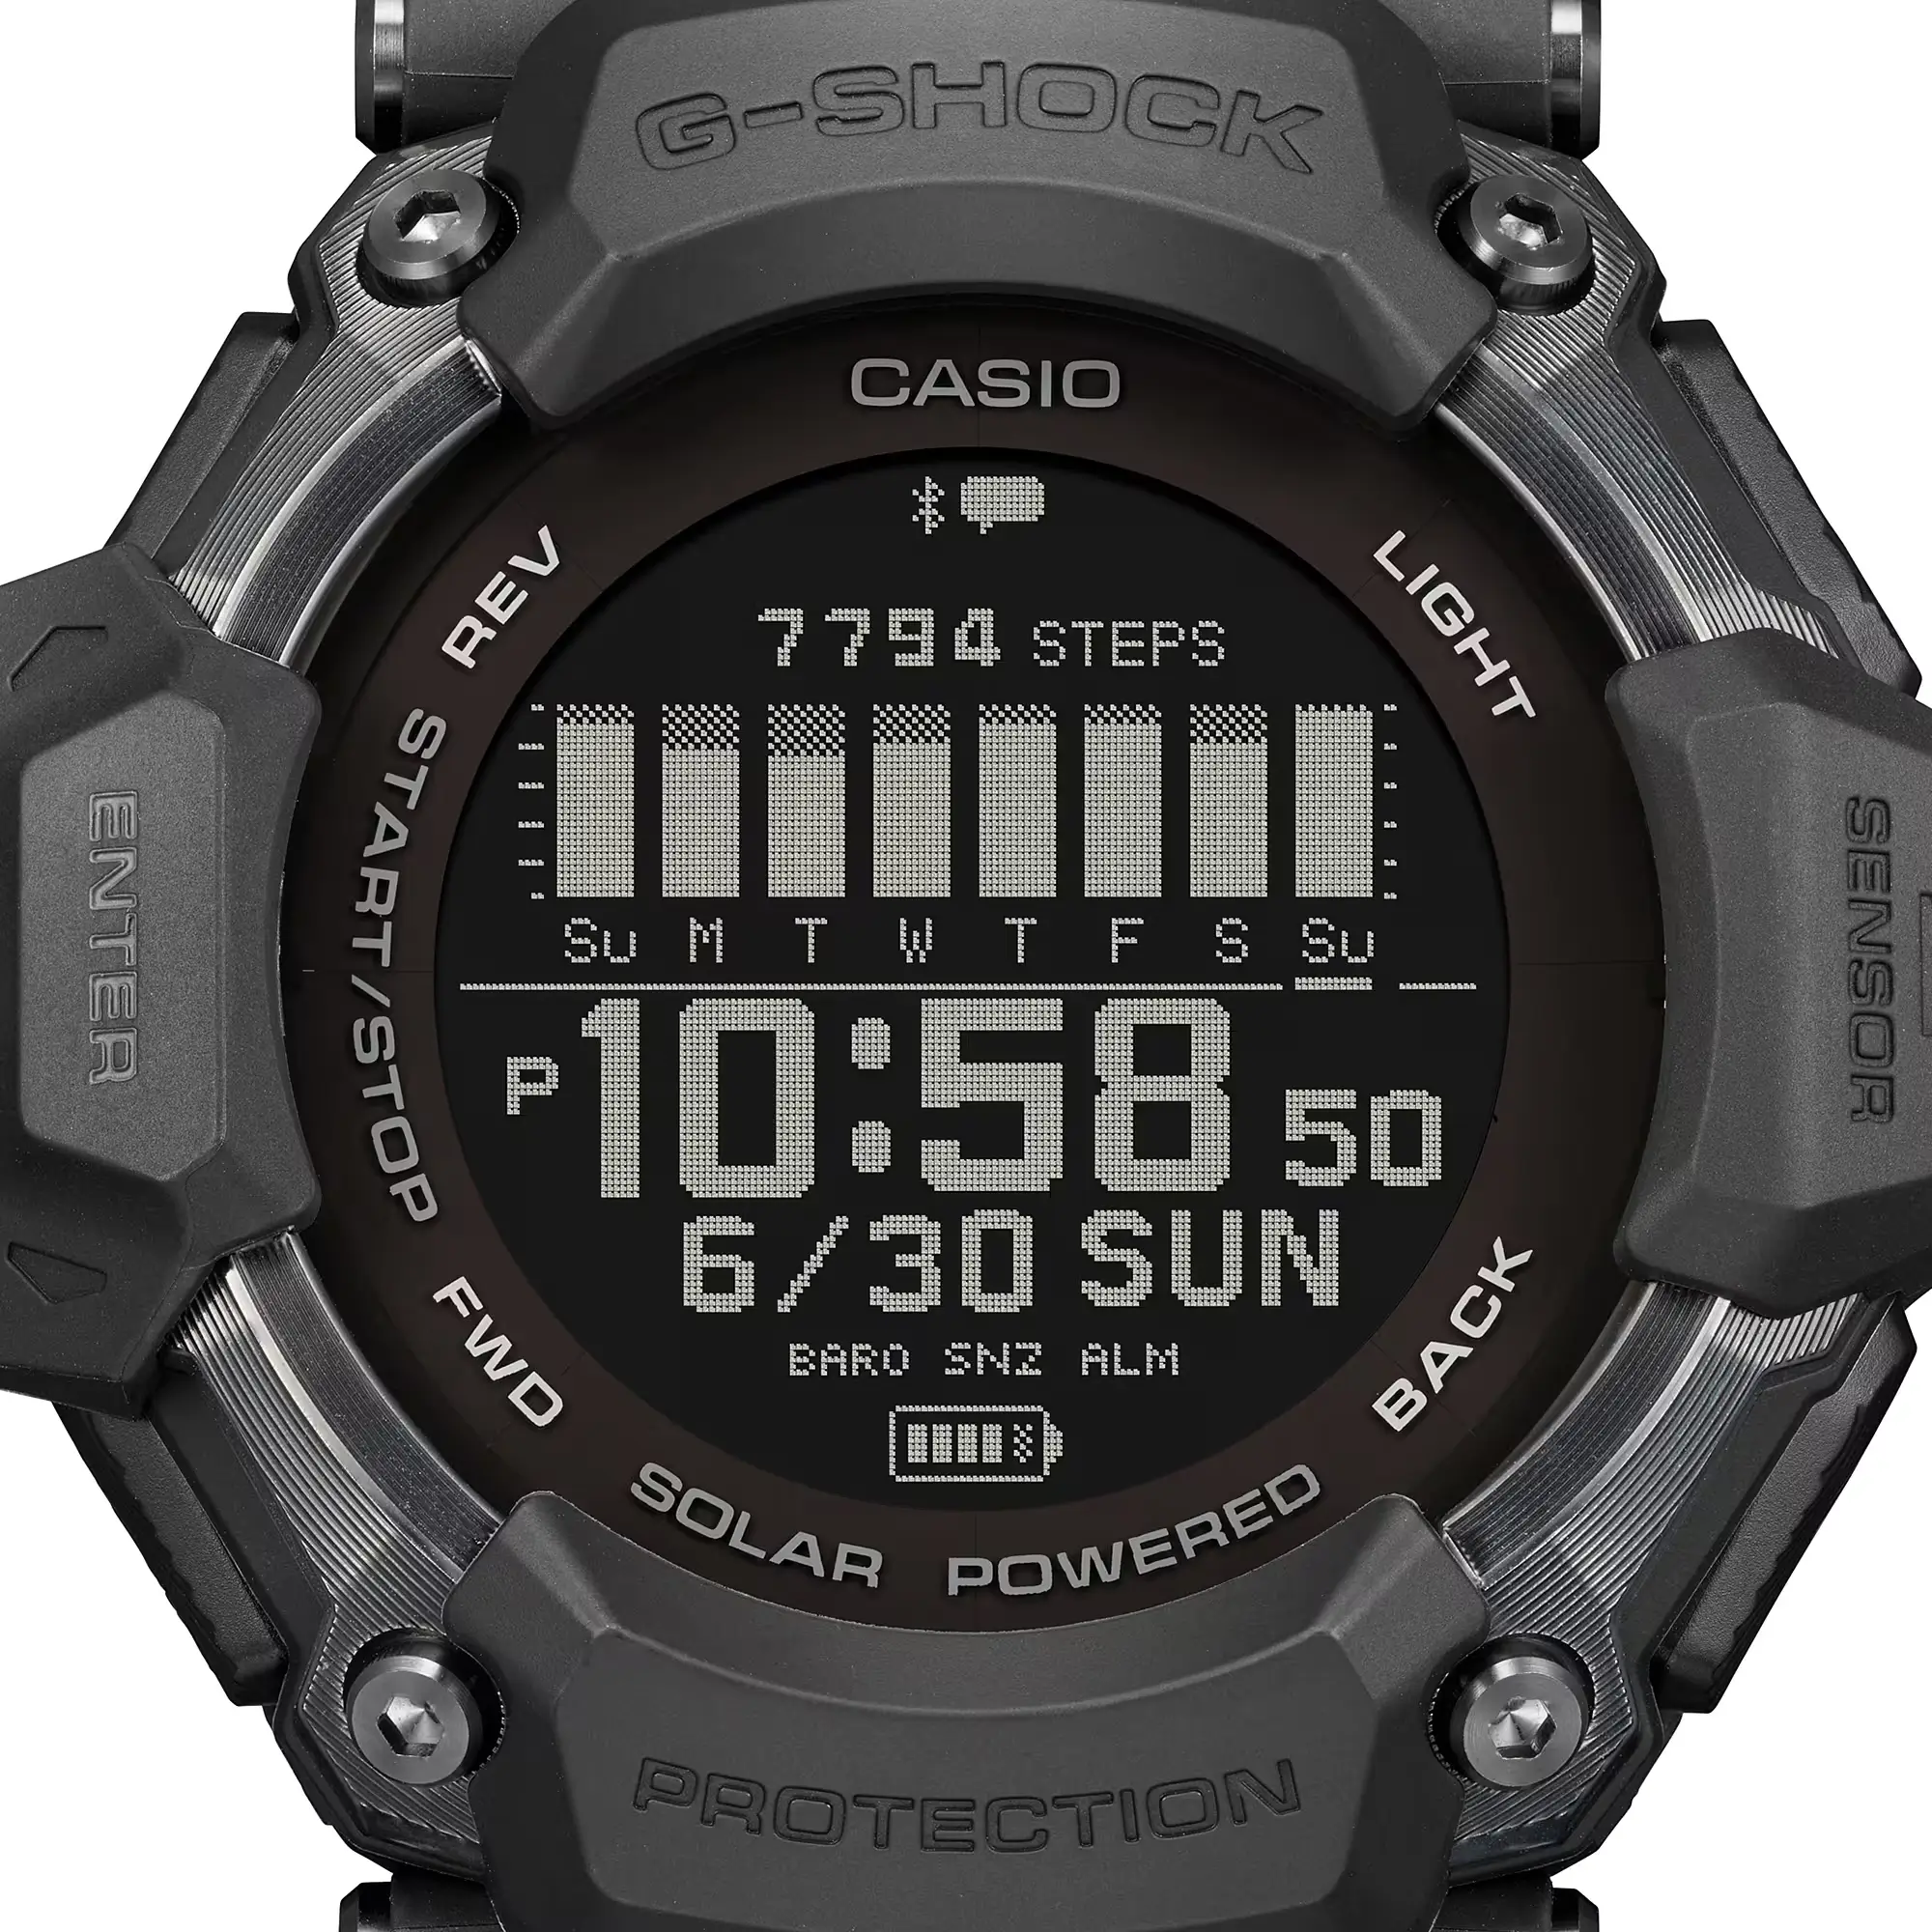 G-SHOCK
CASIO
REV
LIGHT
7794 STEPS
Su M T W T F S Su
START/STOP
ENTER
SENSOR
P 10:58 50
6/30 SUN
BARO SNZ ALM
FWD
BACK
SOLAR POWERED
PROTECTION